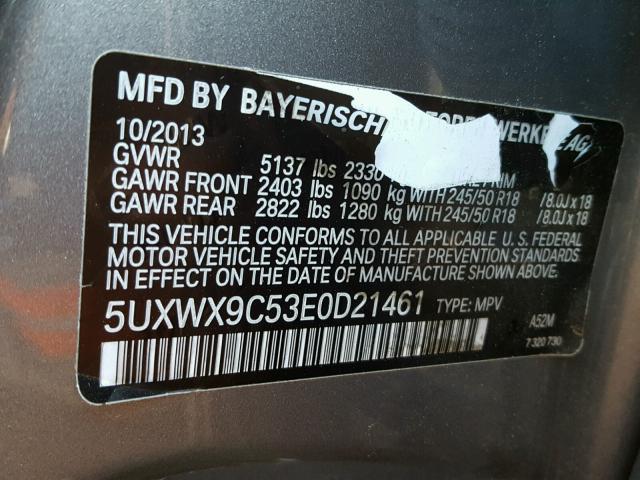 MFD BY BAYERISCH WERKE AG
10/2013
GVWR 5137 lbs 2330
GAWR FRONT 2403 lbs 1090 kg WITH 245/50 R18 /8.0J x 18
GAWR REAR 2822 lbs 1280 kg WITH 245/50 R18 /8.0J x 18
THIS VEHICLE CONFORMS TO ALL APPLICABLE U. S. FEDERAL
MOTOR VEHICLE SAFETY AND THEFT PREVENTION STANDARDS
IN EFFECT ON THE DATE OF MANUFACTURE SHOWN ABOVE.
5UXWX9C53E0D21461 TYPE: MPV A52M
7 320 730